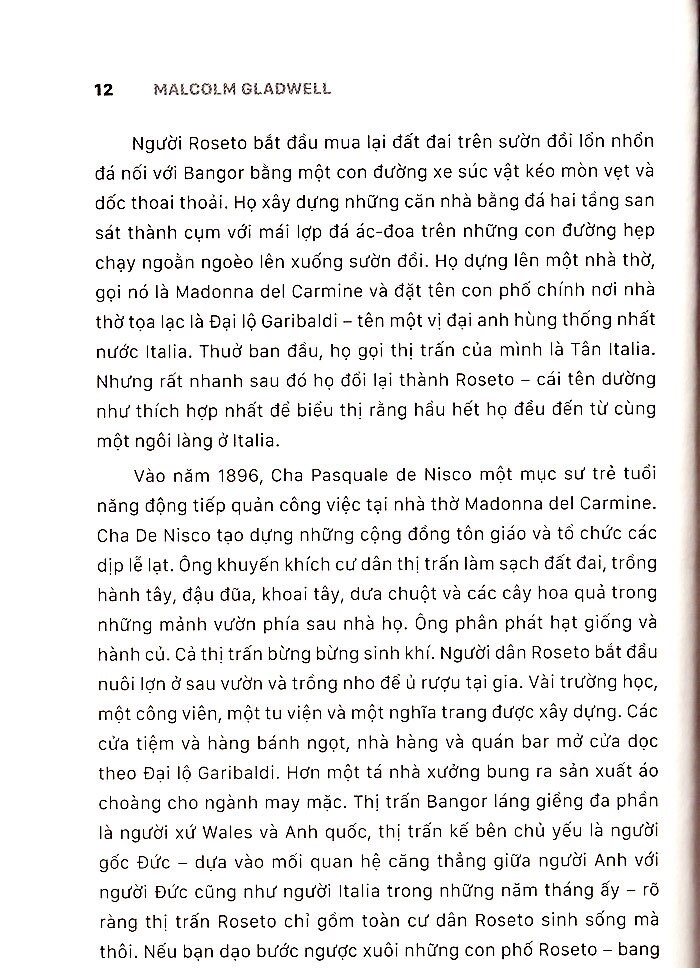 12 MALCOLM GLADWELL
Người Roseto bắt đầu mua lại đất đai trên sườn đồi lổn nhổn
đá nối với Bangor bằng một con đường xe súc vật kéo mòn vẹt và
dốc thoai thoải. Họ xây dựng những căn nhà bằng đá hai tầng san
sát thành cụm với mái lợp đá ác-đoa trên những con đường hẹp
chạy ngoằn ngoèo lên xuống sườn đồi. Họ dựng lên một nhà thờ,
gọi nó là Madonna del Carmine và đặt tên con phố chính nơi nhà
thờ tọa lạc là Đại lộ Garibaldi – tên một vị đại anh hùng thống nhất
nước Italia. Thuở ban đầu, họ gọi thị trấn của mình là Tân Italia.
Nhưng rất nhanh sau đó họ đổi lại thành Roseto – cái tên dường
như thích hợp nhất để biểu thị rằng hầu hết họ đều đến từ cùng
một ngôi làng ở Italia.
Vào năm 1896, Cha Pasquale de Nisco một mục sư trẻ tuổi
năng động tiếp quản công việc tại nhà thờ Madonna del Carmine.
Cha De Nisco tạo dựng những cộng đồng tôn giáo và tổ chức các
dịp lễ lạt. Ông khuyến khích cư dân thị trấn làm sạch đất đai, trồng
hành tây, đậu đũa, khoai tây, dưa chuột và các cây hoa quả trong
những mảnh vườn phía sau nhà họ. Ông phân phát hạt giống và
hành củ. Cả thị trấn bừng bừng sinh khí. Người dân Roseto bắt đầu
nuôi lợn ở sau vườn và trồng nho để ủ rượu tại gia. Vài trường học,
một công viên, một tu viện và một nghĩa trang được xây dựng. Các
cửa tiệm và hàng bánh ngọt, nhà hàng và quán bar mở cửa dọc
theo Đại lộ Garibaldi. Hơn một tá nhà xưởng bung ra sản xuất áo
choàng cho ngành may mặc. Thị trấn Bangor láng giềng đa phần
là người xứ Wales và Anh quốc, thị trấn kế bên chủ yếu là người
gốc Đức – dựa vào mối quan hệ căng thẳng giữa người Anh với
người Đức cũng như người Italia trong những năm tháng ấy – rõ
ràng thị trấn Roseto chỉ gồm toàn cư dân Roseto sinh sống mà
thôi. Nếu bạn dạo bước ngược xuôi những con phố Roseto – bang